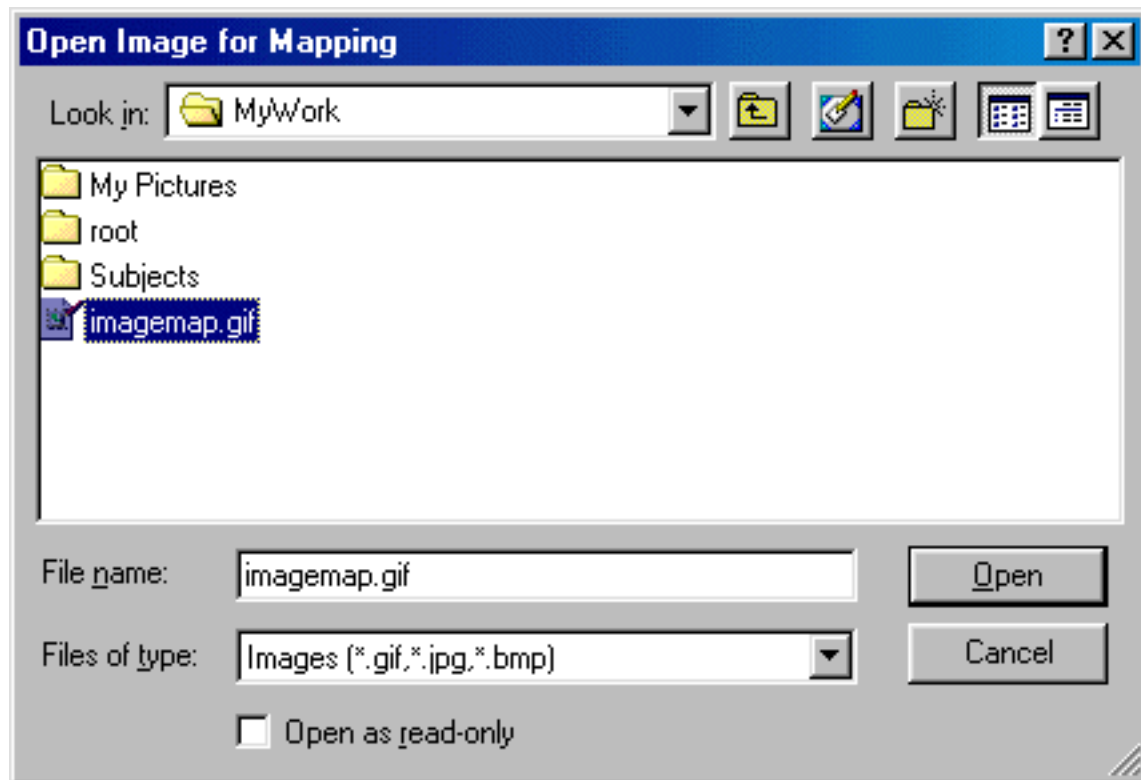 Open Image for Mapping
Look in: MyWork
My Pictures
root
Subjects
imagemap.gif
File name: imagemap.gif Open
Files of type: Images (*.gif,*.jpg,*.bmp) Cancel
Open as read-only